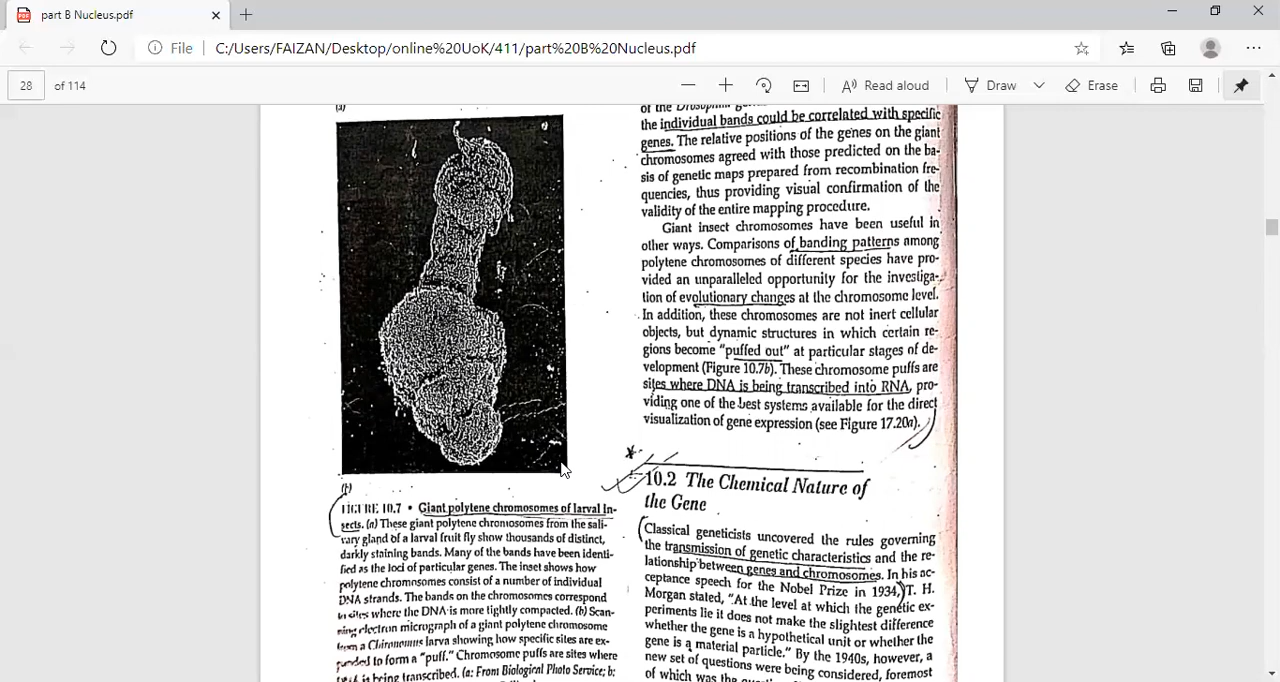 part B Nucleus.pdf
File C:/Users/FAIZAN/Desktop/online%20UoK/411/part%20B%20Nucleus.pdf
28 of 114
Read aloud
Draw
Erase
(a)
of the Drosophila
the individual bands could be correlated with specific
genes. The relative positions of the genes on the giant
chromosomes agreed with those predicted on the ba-
sis of genetic maps prepared from recombination fre-
quencies, thus providing visual confirmation of the
validity of the entire mapping procedure.
Giant insect chromosomes have been useful in
other ways. Comparisons of banding patterns among
polytene chromosomes of different species have pro-
vided an unparalleled opportunity for the investiga-
tion of evolutionary changes at the chromosome level.
In addition, these chromosomes are not inert cellular
objects, but dynamic structures in which certain re-
gions become "puffed out" at particular stages of de-
velopment (Figure 10.7b). These chromosome puffs are
sites where DNA is being transcribed into RNA, pro-
viding one of the best systems available for the direct
visualization of gene expression (see Figure 17.20a).
10.2 The Chemical Nature of
the Gene
Classical geneticists uncovered the rules governing
the transmission of genetic characteristics and the re-
lationship between genes and chromosomes. In his ac-
ceptance speech for the Nobel Prize in 1934, T. H.
Morgan stated, "At the level at which the genetic ex-
periments lie it does not make the slightest difference
whether the gene is a hypothetical unit or whether the
gene is a material particle." By the 1940s, however, a
new set of questions were being considered, foremost
of which was the
FIGURE 10.7 • Giant polytene chromosomes of larval in-
sects. (a) These giant polytene chromosomes from the sali-
vary gland of a larval fruit fly show thousands of distinct,
darkly staining bands. Many of the bands have been identi-
fied as the loci of particular genes. The inset shows how
polytene chromosomes consist of a number of individual
DNA strands. The bands on the chromosomes correspond
to sites where the DNA is more tightly compacted. (b) Scan-
ning electron micrograph of a giant polytene chromosome
from a Chironomus larva showing how specific sites are ex-
panded to form a "puff." Chromosome puffs are sites where
is being transcribed. (a: From Biological Photo Service; b: